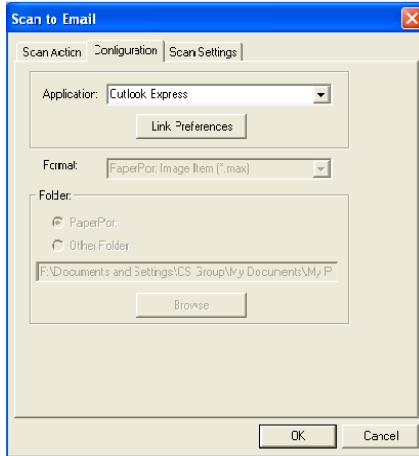 Scan to Email
Scan Action Configuration Scan Settings
Application: Outlook Express
Link Preferences
Format: PaperPort Image Item (*.max)
Folder:
PaperPort
Other Folder
F:\Documents and Settings\CS Group\My Documents\My P
Browse
OK Cancel